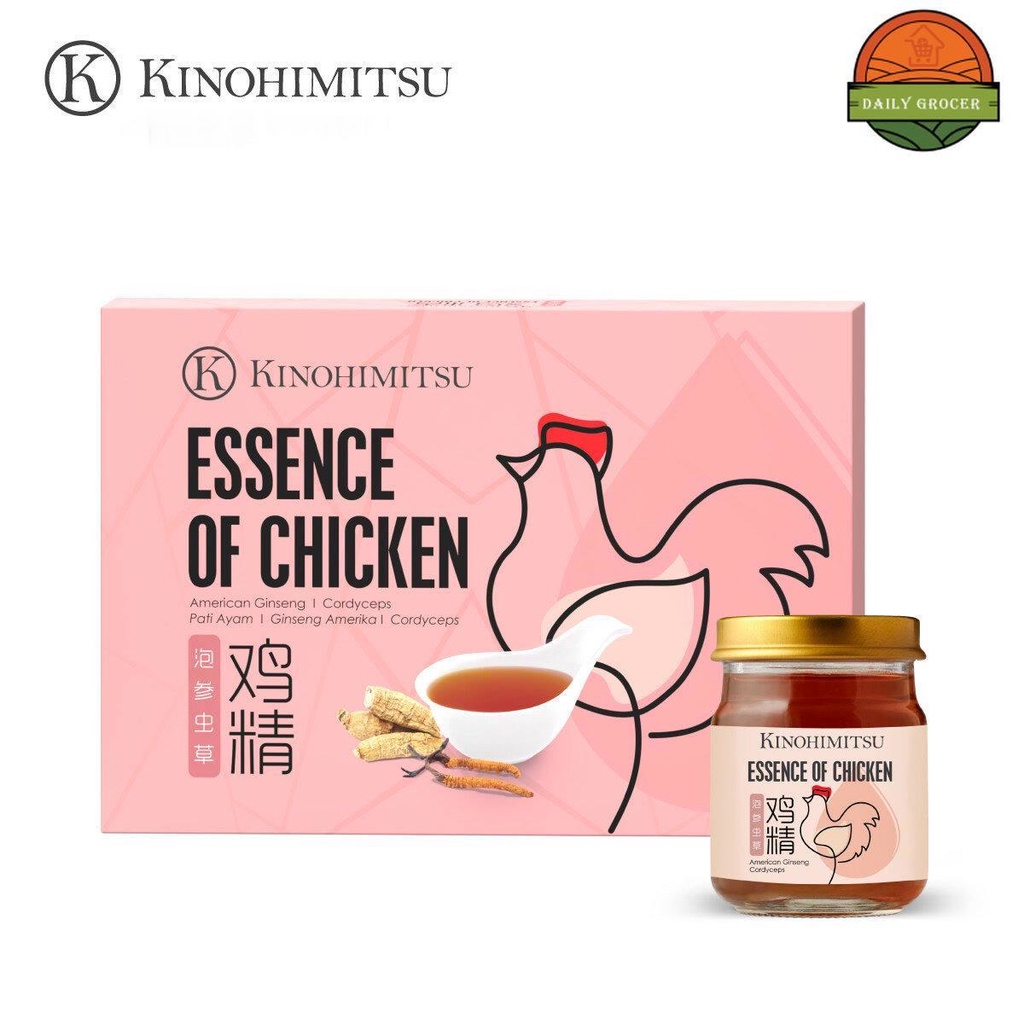 K KINOHIMITSU
DAILY GROCER
K KINOHIMITSU
ESSENCE
OF CHICKEN
American Ginseng | Cordyceps
Pati Ayam | Ginseng Amerika | Cordyceps
泡参虫草
鸡精
KINOHIMITSU
ESSENCE OF CHICKEN
泡参虫草
鸡精
American Ginseng
Cordyceps